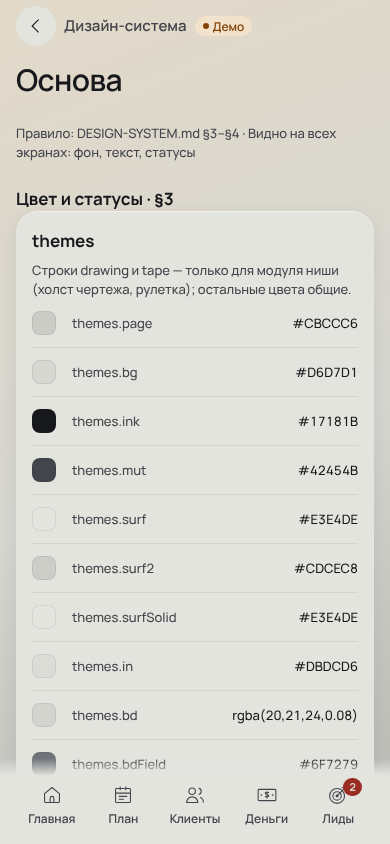 Дизайн-система
Демо
Основа
Правило: DESIGN-SYSTEM.md §3–§4 · Видно на всех
экранах: фон, текст, статусы
Цвет и статусы · §3
themes
Строки drawing и tape — только для модуля ниши
(холст чертежа, рулетка); остальные цвета общие.
themes.page #CBCCC6
themes.bg #D6D7D1
themes.ink #17181B
themes.mut #42454B
themes.surf #E3E4DE
themes.surf2 #CDCEC8
themes.surfSolid #E3E4DE
themes.in #DBDCD6
themes.bd rgba(20,21,24,0.08)
themes.bdField #6F7279
2
Главная План Клиенты Деньги Лиды